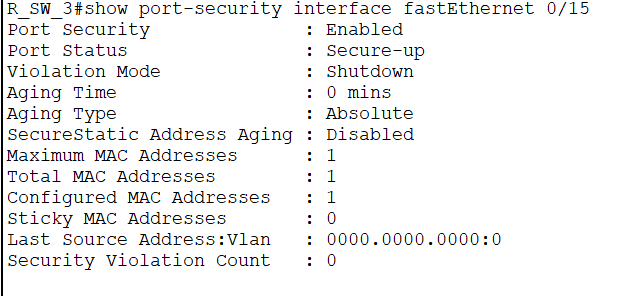 R_SW_3#show port-security interface fastEthernet 0/15
Port Security : Enabled
Port Status : Secure-up
Violation Mode : Shutdown
Aging Time : 0 mins
Aging Type : Absolute
SecureStatic Address Aging : Disabled
Maximum MAC Addresses : 1
Total MAC Addresses : 1
Configured MAC Addresses : 1
Sticky MAC Addresses : 0
Last Source Address:Vlan : 0000.0000.0000:0
Security Violation Count : 0